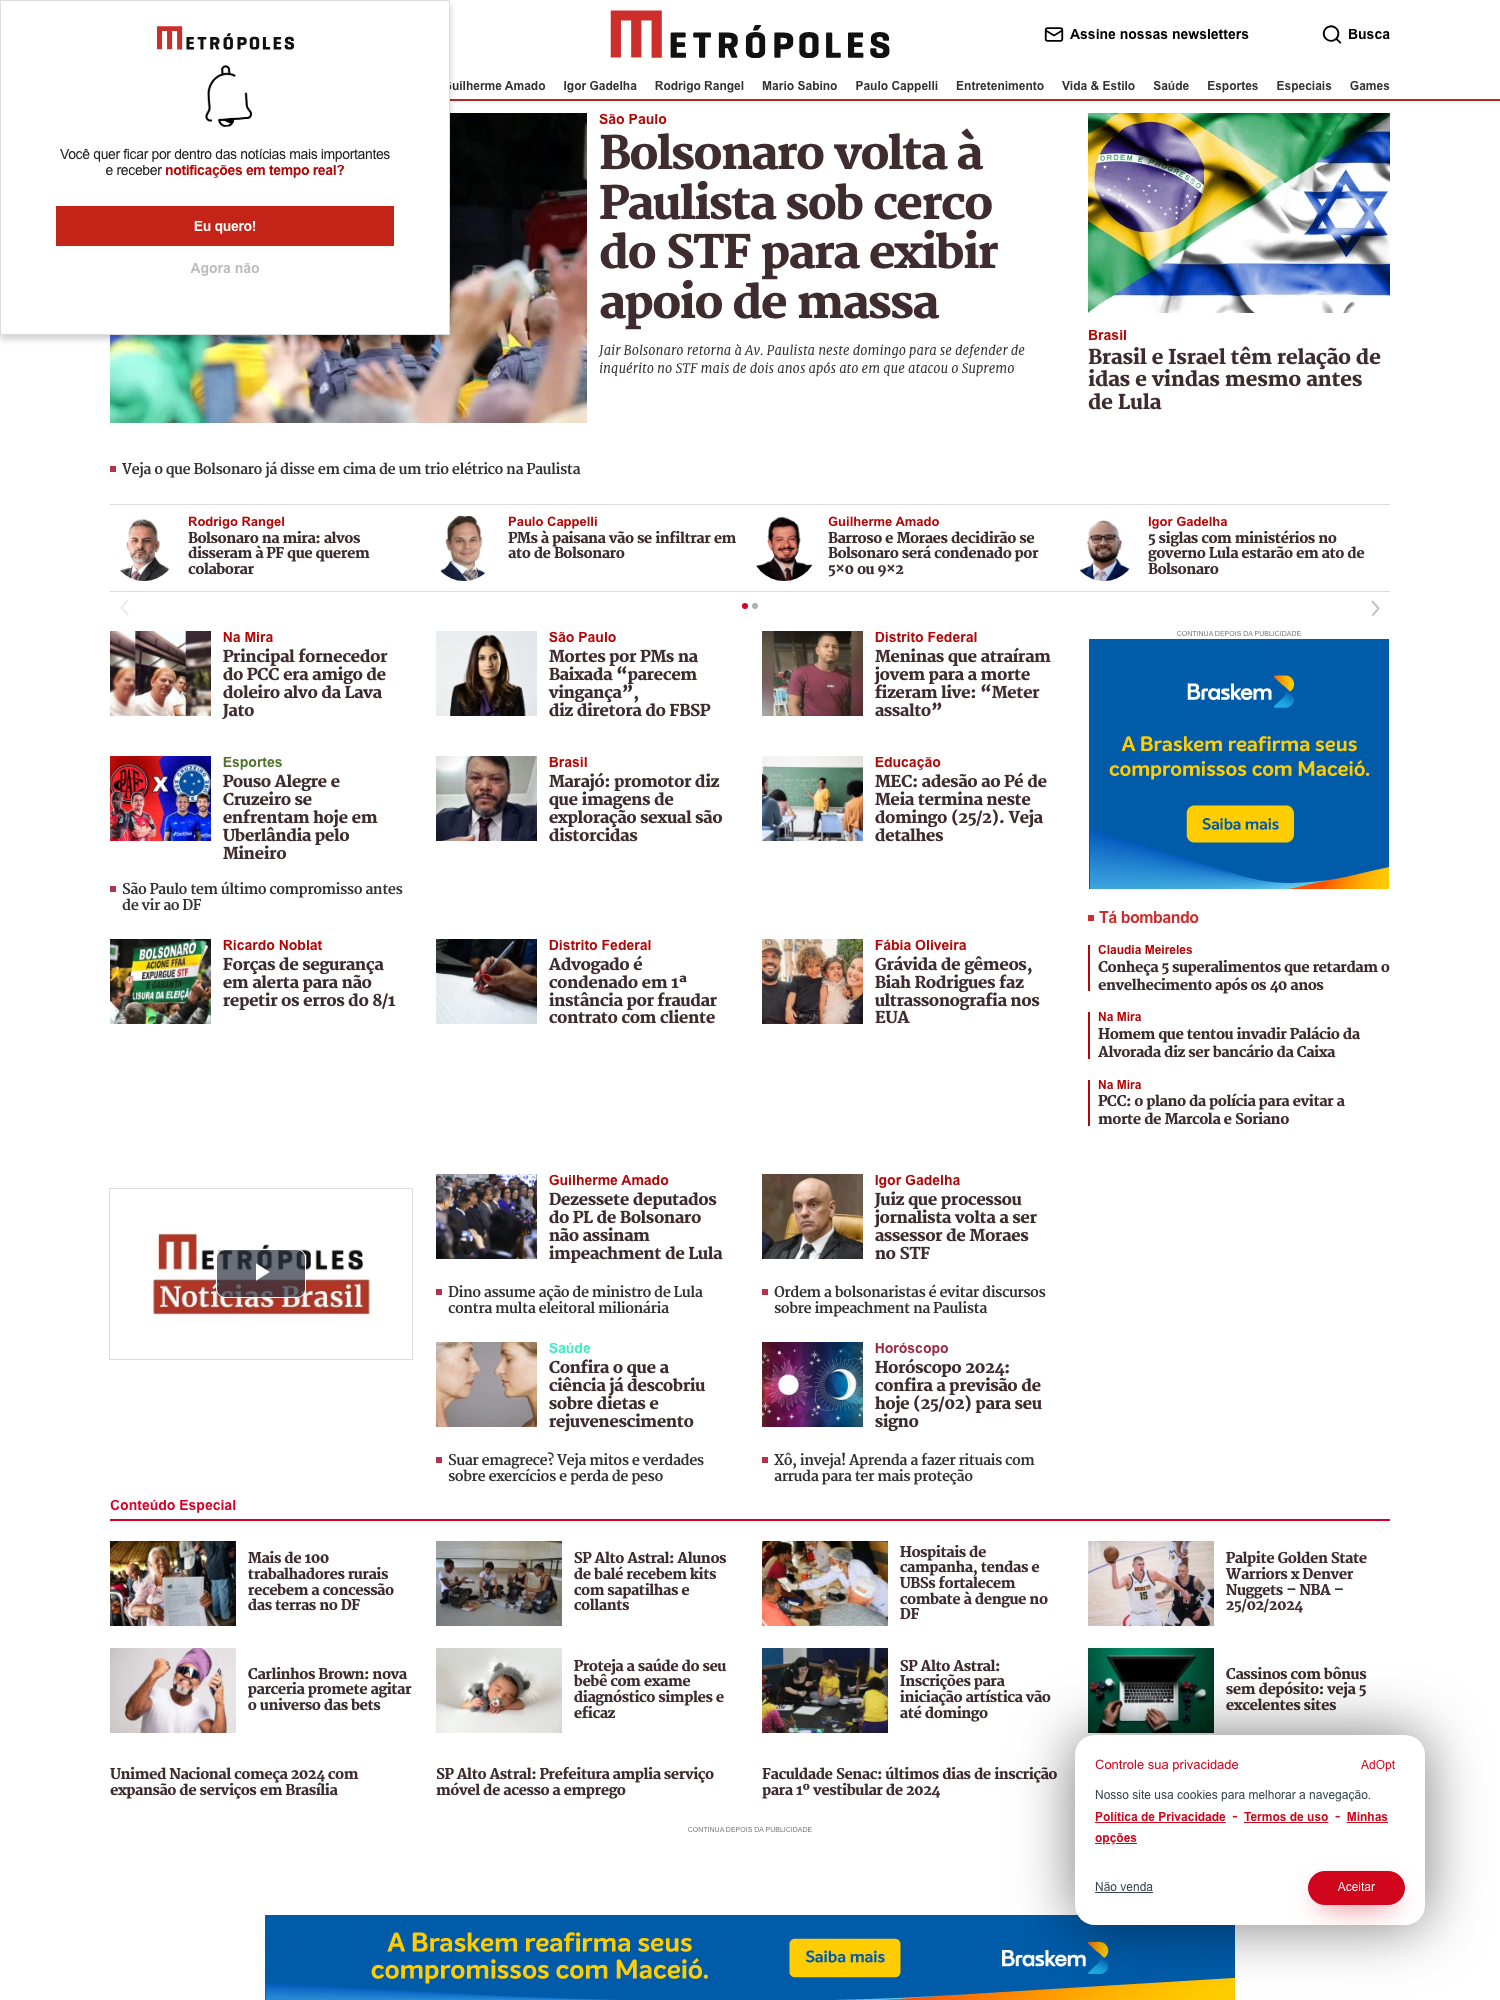 METRÓPOLES
Você quer ficar por dentro das notícias mais importantes
e receber notificações em tempo real?
Eu quero!
Agora não
METRÓPOLES
Assine nossas newsletters
Busca
Guilherme Amado Igor Gadelha Rodrigo Rangel Mario Sabino Paulo Cappelli Entretenimento Vida & Estilo Saúde Esportes Especiais Games
São Paulo
Bolsonaro volta à
Paulista sob cerco
do STF para exibir
apoio de massa
Jair Bolsonaro retorna à Av. Paulista neste domingo para se defender de
inquérito no STF mais de dois anos após ato em que atacou o Supremo
ORDEM E PROGRESSO
Brasil
Brasil e Israel têm relação de
idas e vindas mesmo antes
de Lula
Veja o que Bolsonaro já disse em cima de um trio elétrico na Paulista
Rodrigo Rangel
Bolsonaro na mira: alvos
disseram à PF que querem
colaborar
Paulo Cappelli
PMs à paisana vão se infiltrar em
ato de Bolsonaro
Guilherme Amado
Barroso e Moraes decidirão se
Bolsonaro será condenado por
5×0 ou 9×2
Igor Gadelha
5 siglas com ministérios no
governo Lula estarão em ato de
Bolsonaro
Na Mira
Principal fornecedor
do PCC era amigo de
doleiro alvo da Lava
Jato
São Paulo
Mortes por PMs na
Baixada “parecem
vingança”,
diz diretora do FBSP
Distrito Federal
Meninas que atraíram
jovem para a morte
fizeram live: “Meter
assalto”
CONTINUA DEPOIS DA PUBLICIDADE
Braskem
A Braskem reafirma seus
compromissos com Maceió.
Saiba mais
X
Esportes
Pouso Alegre e
Cruzeiro se
enfrentam hoje em
Uberlândia pelo
Mineiro
São Paulo tem último compromisso antes
de vir ao DF
Brasil
Marajó: promotor diz
que imagens de
exploração sexual são
distorcidas
Educação
MEC: adesão ao Pé de
Meia termina neste
domingo (25/2). Veja
detalhes
BOLSONARO
ACIONE FFAA
EXPURGUE STF
E GARANTA
LISURA DA ELEIÇÃO
Ricardo Noblat
Forças de segurança
em alerta para não
repetir os erros do 8/1
Distrito Federal
Advogado é
condenado em 1ª
instância por fraudar
contrato com cliente
Fábia Oliveira
Grávida de gêmeos,
Biah Rodrigues faz
ultrassonografia nos
EUA
Tá bombando
Claudia Meireles
Conheça 5 superalimentos que retardam o
envelhecimento após os 40 anos
Na Mira
Homem que tentou invadir Palácio da
Alvorada diz ser bancário da Caixa
Na Mira
PCC: o plano da polícia para evitar a
morte de Marcola e Soriano
METRÓPOLES
Notícias Brasil
Guilherme Amado
Dezessete deputados
do PL de Bolsonaro
não assinam
impeachment de Lula
Dino assume ação de ministro de Lula
contra multa eleitoral milionária
Igor Gadelha
Juiz que processou
jornalista volta a ser
assessor de Moraes
no STF
Ordem a bolsonaristas é evitar discursos
sobre impeachment na Paulista
Saúde
Confira o que a
ciência já descobriu
sobre dietas e
rejuvenescimento
Suar emagrece? Veja mitos e verdades
sobre exercícios e perda de peso
Horóscopo
Horóscopo 2024:
confira a previsão de
hoje (25/02) para seu
signo
Xô, inveja! Aprenda a fazer rituais com
arruda para ter mais proteção
Conteúdo Especial
Mais de 100
trabalhadores rurais
recebem a concessão
das terras no DF
SP Alto Astral: Alunos
de balé recebem kits
com sapatilhas e
collants
Hospitais de
campanha, tendas e
UBSs fortalecem
combate à dengue no
DF
15
Palpite Golden State
Warriors x Denver
Nuggets – NBA –
25/02/2024
Carlinhos Brown: nova
parceria promete agitar
o universo das bets
Proteja a saúde do seu
bebê com exame
diagnóstico simples e
eficaz
SP Alto Astral:
Inscrições para
iniciação artística vão
até domingo
Cassinos com bônus
sem depósito: veja 5
excelentes sites
Unimed Nacional começa 2024 com
expansão de serviços em Brasília
SP Alto Astral: Prefeitura amplia serviço
móvel de acesso a emprego
Faculdade Senac: últimos dias de inscrição
para 1º vestibular de 2024
Controle sua privacidade
AdOpt
Nosso site usa cookies para melhorar a navegação.
Política de Privacidade - Termos de uso - Minhas
opções
Não venda
Aceitar
CONTINUA DEPOIS DA PUBLICIDADE
A Braskem reafirma seus
compromissos com Maceió.
Saiba mais
Braskem